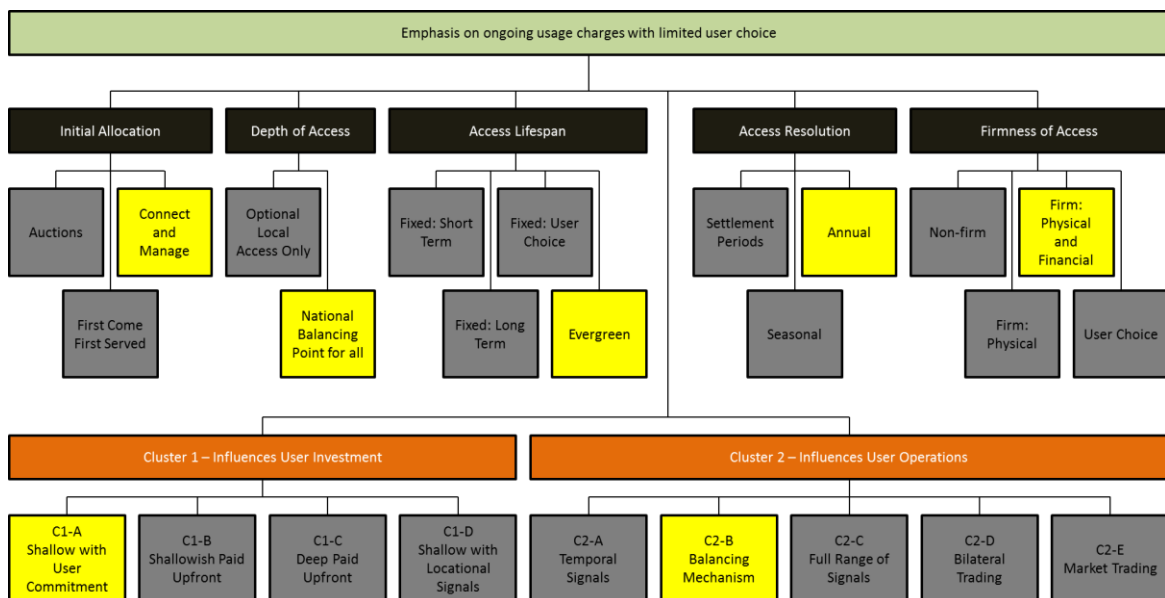 Emphasis on ongoing usage charges with limited user choice
Initial Allocation
Depth of Access
Access Lifespan
Access Resolution
Firmness of Access
Auctions
Connect
and
Manage
Optional
Local
Access Only
Fixed: Short
Term
Fixed: User
Choice
Settlement
Periods
Annual
Non-firm
Firm:
Physical
and
Financial
First Come
First Served
National
Balancing
Point for all
Fixed: Long
Term
Evergreen
Seasonal
Firm:
Physical
User Choice
Cluster 1 – Influences User Investment
Cluster 2 – Influences User Operations
C1-A
Shallow with
User
Commitment
C1-B
Shallowish Paid
Upfront
C1-C
Deep Paid
Upfront
C1-D
Shallow with
Locational
Signals
C2-A
Temporal
Signals
C2-B
Balancing
Mechanism
C2-C
Full Range of
Signals
C2-D
Bilateral
Trading
C2-E
Market Trading